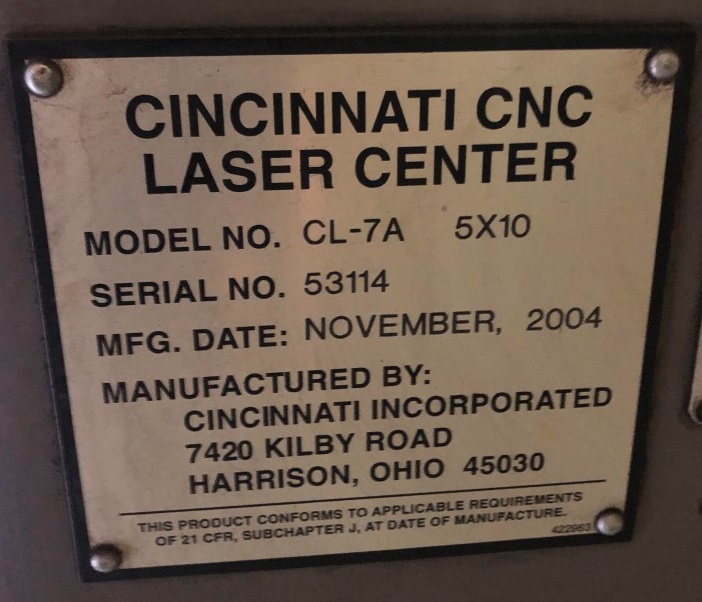 CINCINNATI CNC
LASER CENTER
MODEL NO. CL-7A 5X10
SERIAL NO. 53114
MFG. DATE: NOVEMBER, 2004
MANUFACTURED BY:
CINCINNATI INCORPORATED
7420 KILBY ROAD
HARRISON, OHIO 45030
THIS PRODUCT CONFORMS TO APPLICABLE REQUIREMENTS
OF 21 CFR, SUBCHAPTER J, AT DATE OF MANUFACTURE.
422963